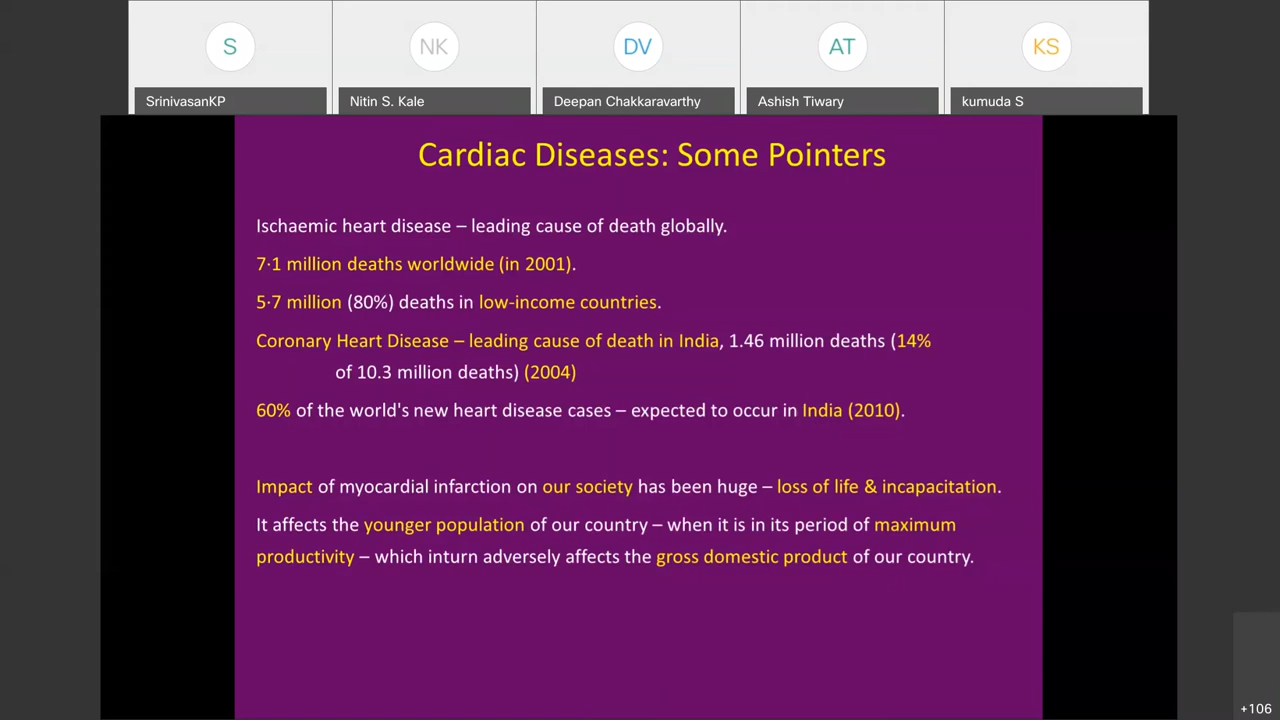 S
NK
DV
AT
KS
SrinivasanKP
Nitin S. Kale
Deepan Chakkaravarthy
Ashish Tiwary
kumuda S
Cardiac Diseases: Some Pointers
Ischaemic heart disease – leading cause of death globally.
7·1 million deaths worldwide (in 2001).
5·7 million (80%) deaths in low-income countries.
Coronary Heart Disease – leading cause of death in India, 1.46 million deaths (14%
of 10.3 million deaths) (2004)
60% of the world's new heart disease cases – expected to occur in India (2010).
Impact of myocardial infarction on our society has been huge – loss of life & incapacitation.
It affects the younger population of our country – when it is in its period of maximum
productivity – which inturn adversely affects the gross domestic product of our country.
+106